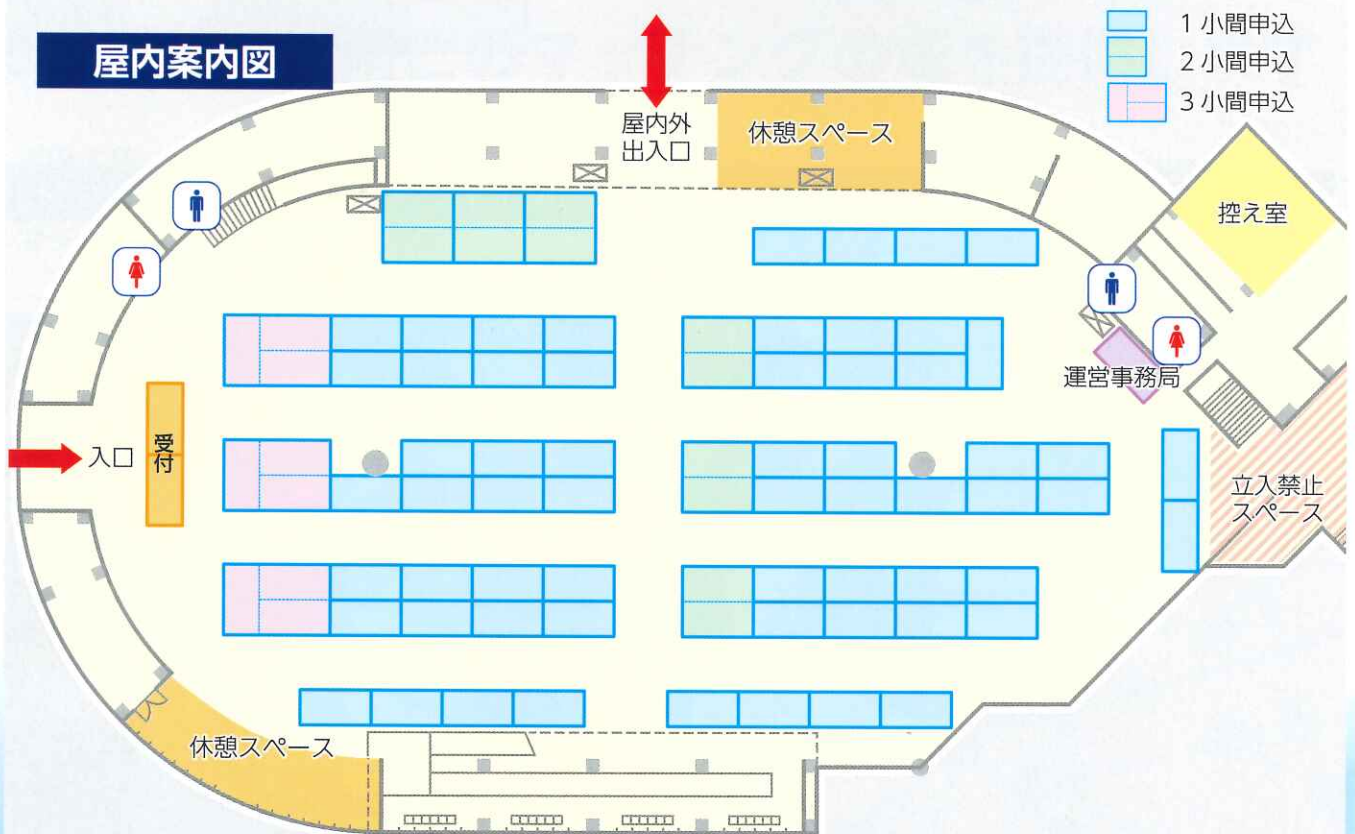 屋内案内図
1 小間申込
2 小間申込
3 小間申込
屋内外
出入口
休憩スペース
控え室
運営事務局
入口
受付
立入禁止
スペース
休憩スペース